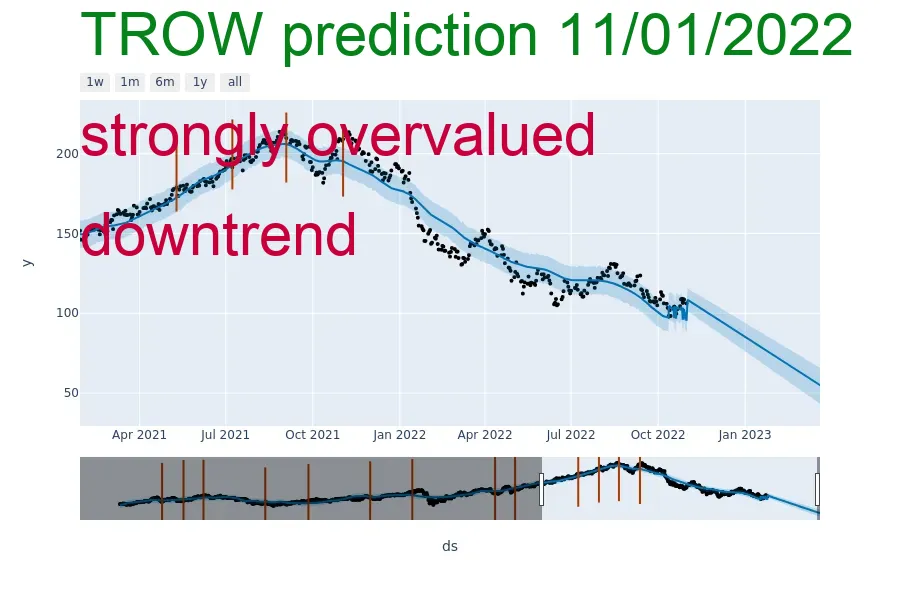 TROW prediction 11/01/2022
1w 1m 6m 1y all
strongly overvalued
downtrend
200
150
100
50
y
Apr 2021 Jul 2021 Oct 2021 Jan 2022 Apr 2022 Jul 2022 Oct 2022 Jan 2023
ds